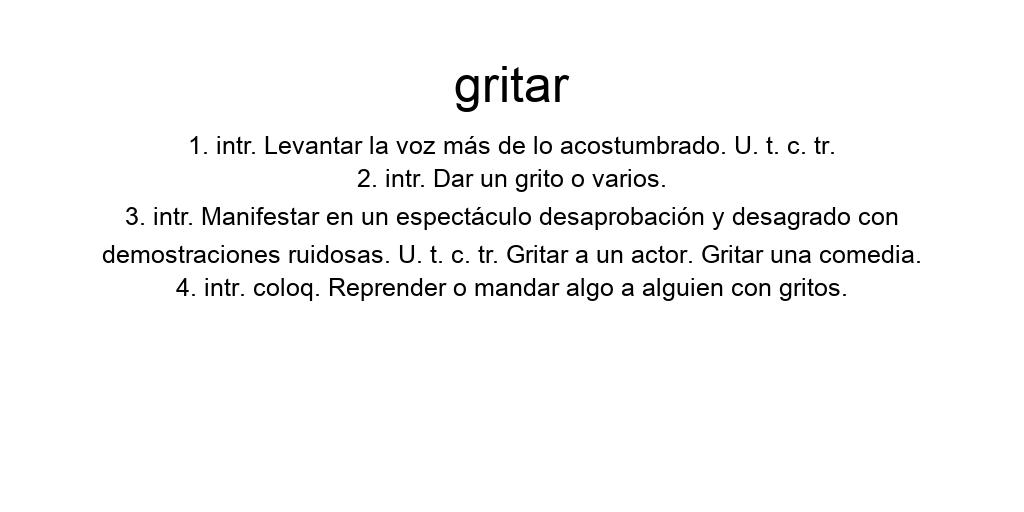 gritar
1. intr. Levantar la voz más de lo acostumbrado. U. t. c. tr.
2. intr. Dar un grito o varios.
3. intr. Manifestar en un espectáculo desaprobación y desagrado con
demostraciones ruidosas. U. t. c. tr. Gritar a un actor. Gritar una comedia.
4. intr. coloq. Reprender o mandar algo a alguien con gritos.